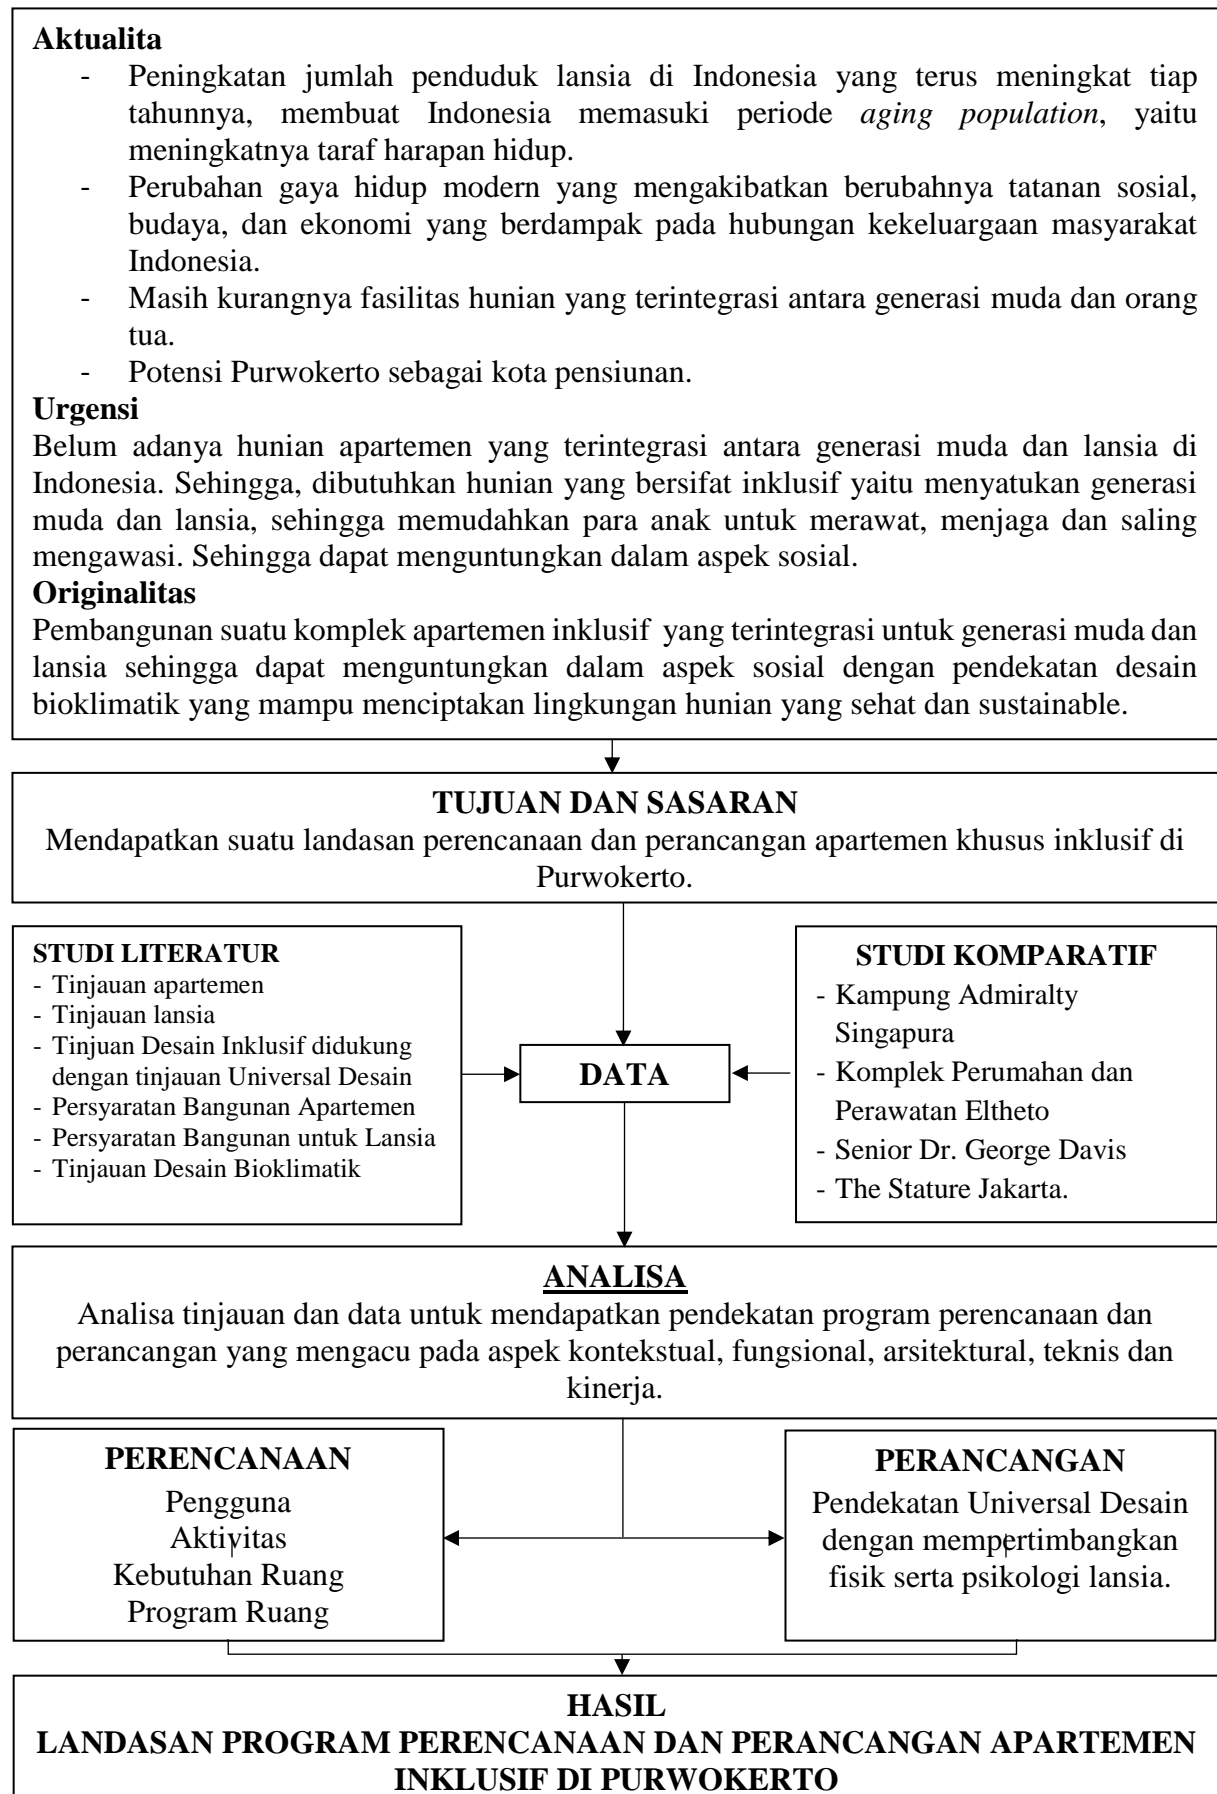 Aktualita
- Peningkatan jumlah penduduk lansia di Indonesia yang terus meningkat tiap
tahunnya, membuat Indonesia memasuki periode aging population, yaitu
meningkatnya taraf harapan hidup.
- Perubahan gaya hidup modern yang mengakibatkan berubahnya tatanan sosial,
budaya, dan ekonomi yang berdampak pada hubungan kekeluargaan masyarakat
Indonesia.
- Masih kurangnya fasilitas hunian yang terintegrasi antara generasi muda dan orang
tua.
- Potensi Purwokerto sebagai kota pensiunan.
Urgensi
Belum adanya hunian apartemen yang terintegrasi antara generasi muda dan lansia di
Indonesia. Sehingga, dibutuhkan hunian yang bersifat inklusif yaitu menyatukan generasi
muda dan lansia, sehingga memudahkan para anak untuk merawat, menjaga dan saling
mengawasi. Sehingga dapat menguntungkan dalam aspek sosial.
Originalitas
Pembangunan suatu komplek apartemen inklusif yang terintegrasi untuk generasi muda dan
lansia sehingga dapat menguntungkan dalam aspek sosial dengan pendekatan desain
bioklimatik yang mampu menciptakan lingkungan hunian yang sehat dan sustainable.
TUJUAN DAN SASARAN
Mendapatkan suatu landasan perencanaan dan perancangan apartemen khusus inklusif di
Purwokerto.
STUDI LITERATUR
- Tinjauan apartemen
- Tinjauan lansia
- Tinjuan Desain Inklusif didukung
dengan tinjauan Universal Desain
- Persyaratan Bangunan Apartemen
- Persyaratan Bangunan untuk Lansia
- Tinjauan Desain Bioklimatik
DATA
STUDI KOMPARATIF
- Kampung Admiralty
Singapura
- Komplek Perumahan dan
Perawatan Eltheto
- Senior Dr. George Davis
- The Stature Jakarta.
ANALISA
Analisa tinjauan dan data untuk mendapatkan pendekatan program perencanaan dan
perancangan yang mengacu pada aspek kontekstual, fungsional, arsitektural, teknis dan
kinerja.
PERENCANAAN
Pengguna
Aktivitas
Kebutuhan Ruang
Program Ruang
PERANCANGAN
Pendekatan Universal Desain
dengan mempertimbangkan
fisik serta psikologi lansia.
HASIL
LANDASAN PROGRAM PERENCANAAN DAN PERANCANGAN APARTEMEN
INKLUSIF DI PURWOKERTO